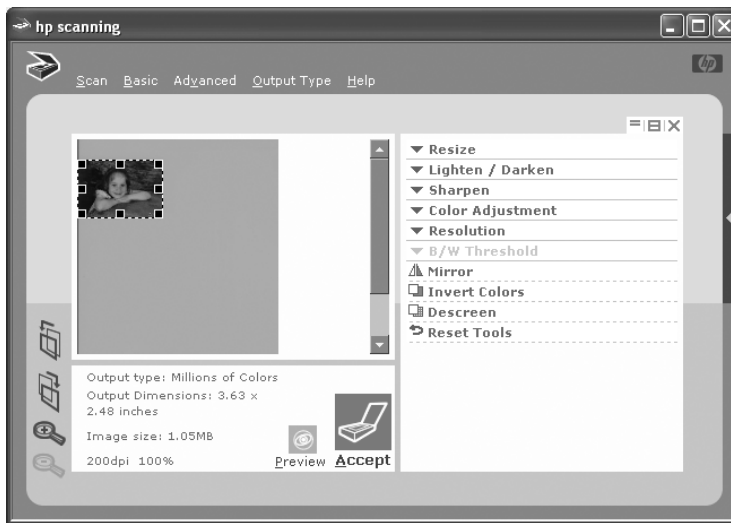 hp scanning
hp
Scan Basic Advanced Output Type Help
Resize
Lighten / Darken
Sharpen
Color Adjustment
Resolution
B/W Threshold
Mirror
Invert Colors
Descreen
Reset Tools
Output type: Millions of Colors
Output Dimensions: 3.63 x
2.48 inches
Image size: 1.05MB
200dpi 100%
Preview Accept